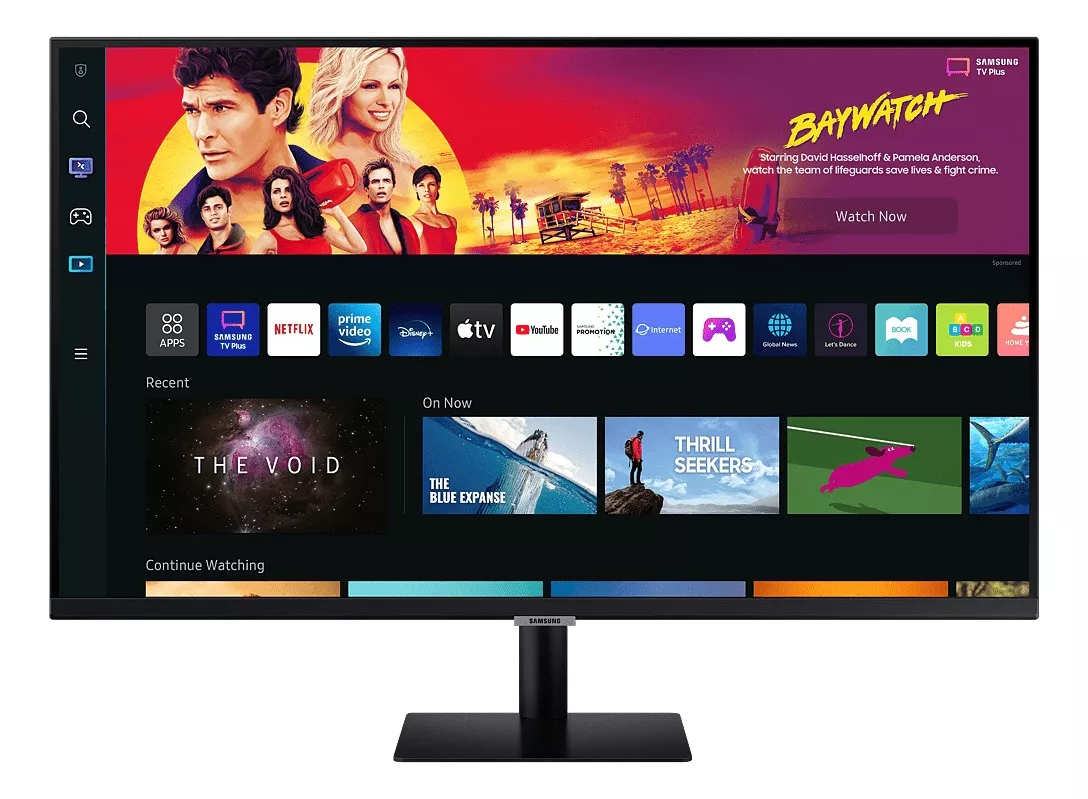 SAMSUNG
TV Plus
BAYWATCH
Starring David Hasselhoff & Pamela Anderson,
watch the team of lifeguards save lives & fight crime.
Watch Now
Sponsored
APPS
SAMSUNG
TV Plus
NETFLIX
prime
video
Disney+
tv
YouTube
SAMSUNG
PROMOTION
Internet
Global News
Let's Dance
BOOK
A
B C D
KIDS
HOME Y
Recent
THE VOID
On Now
THE
BLUE EXPANSE
THRILL
SEEKERS
Continue Watching
SAMSUNG